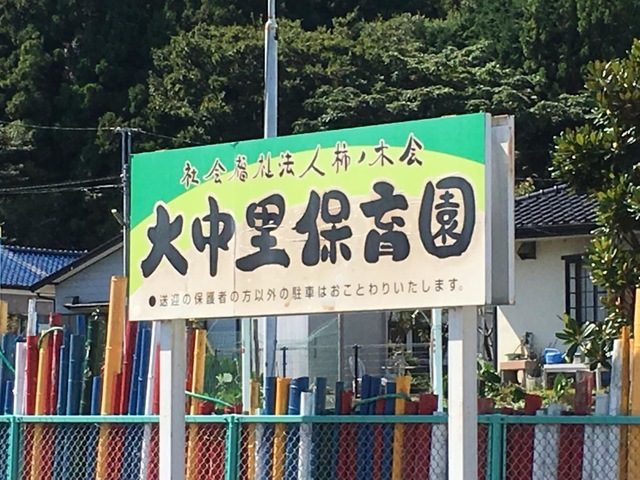 社会福祉法人柿ノ木会
大中里保育園
●送迎の保護者の方以外の駐車はおことわりいたします。